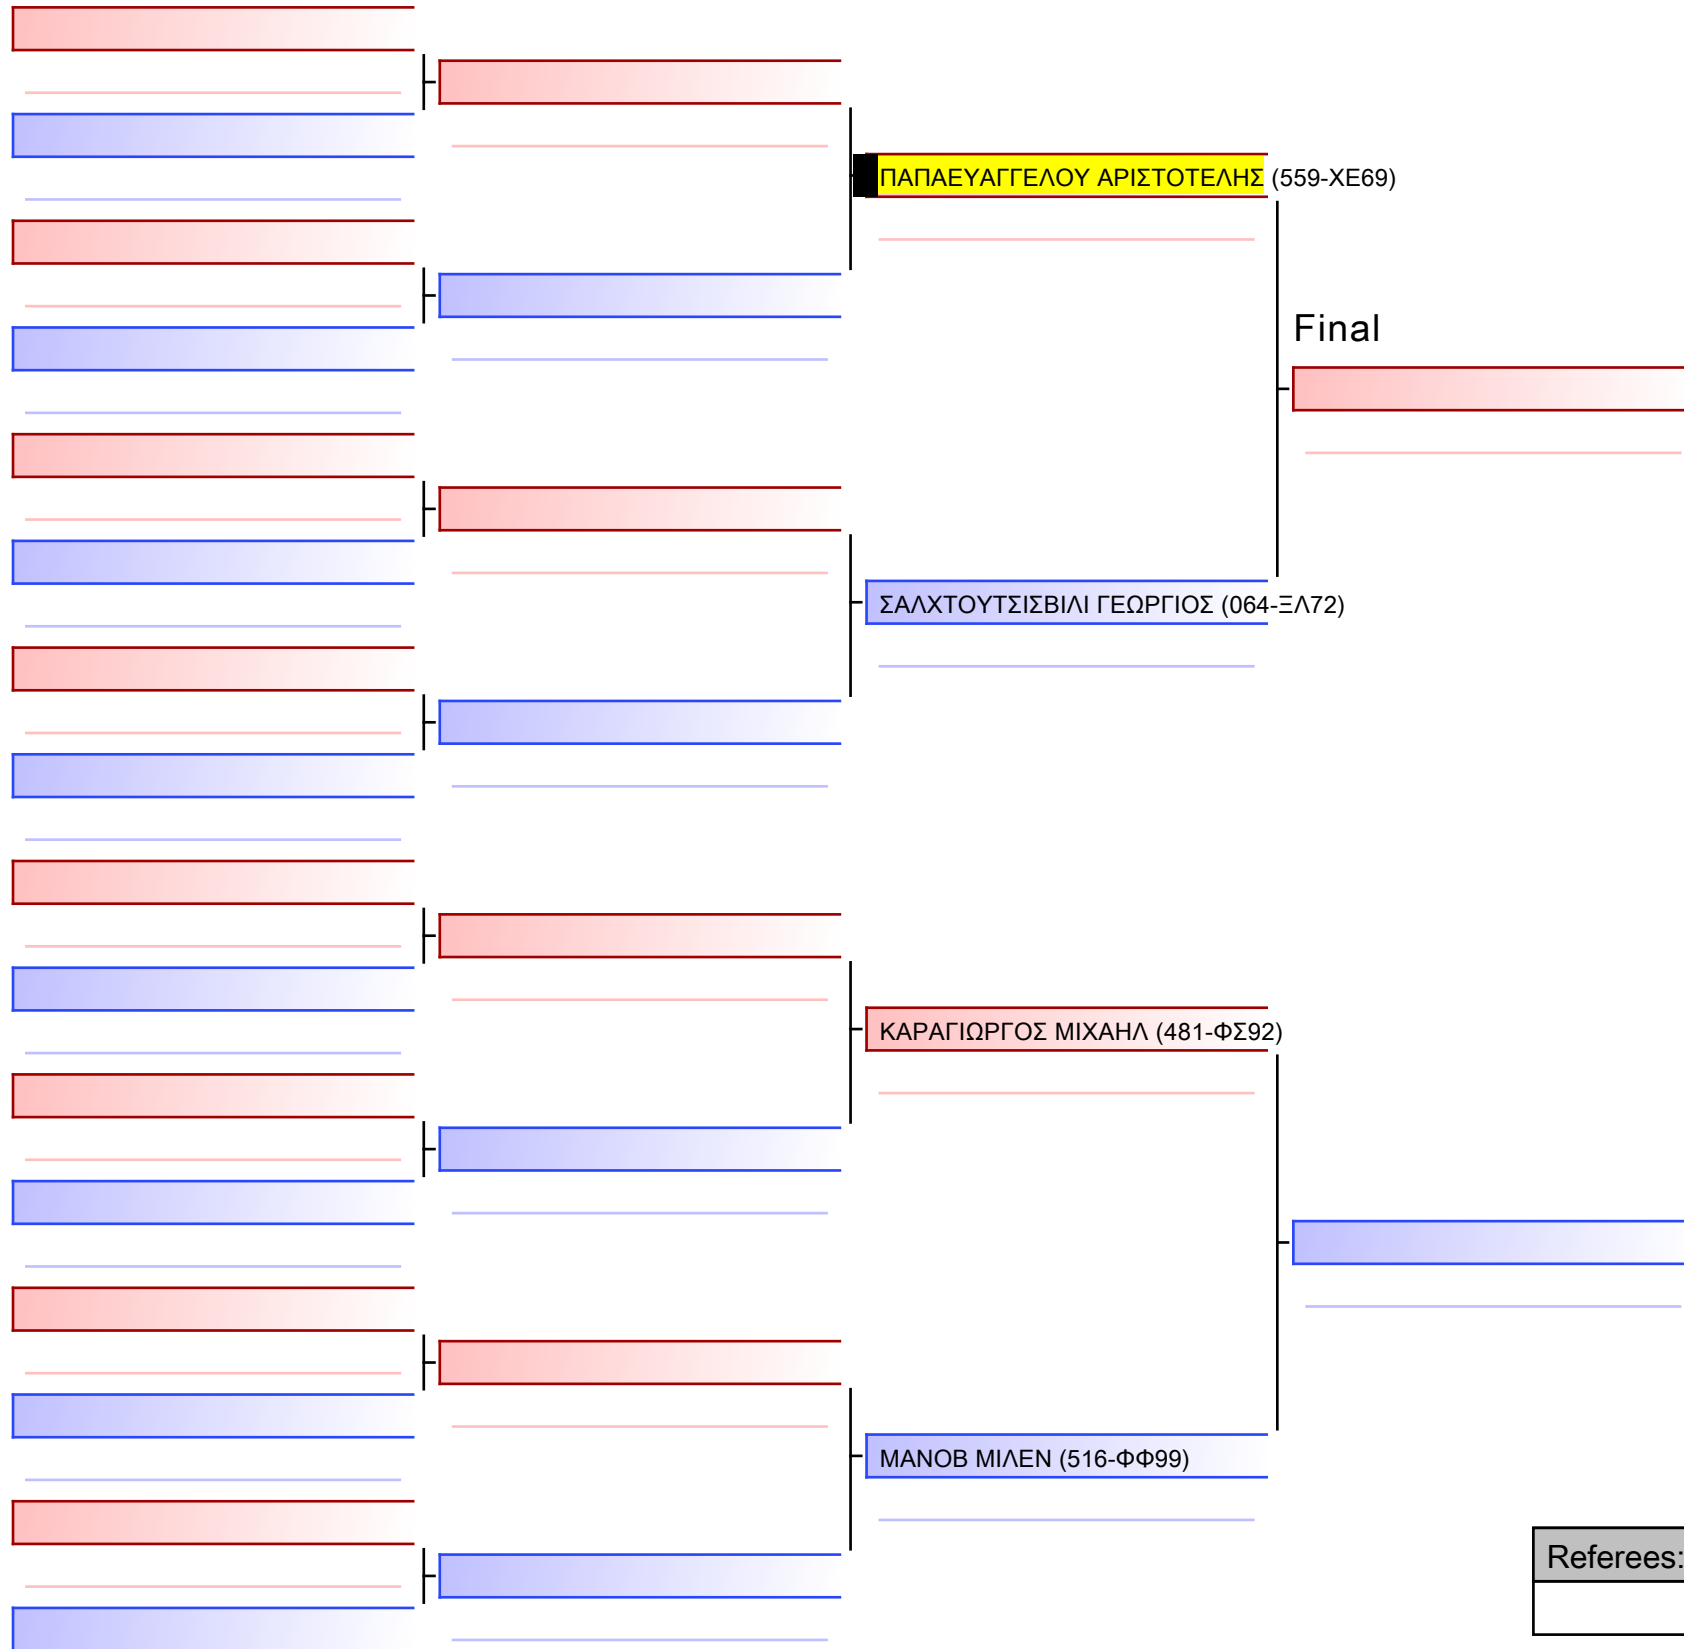 ΠΑΠΑΕΥΑΓΓΕΛΟΥ ΑΡΙΣΤΟΤΕΛΗΣ (559-ΧΕ69)
Final
ΣΑΛΧΤΟΥΤΣΙΣΒΙΛΙ ΓΕΩΡΓΙΟΣ (064-ΞΛ72)
ΚΑΡΑΓΙΩΡΓΟΣ ΜΙΧΑΗΛ (481-ΦΣ92)
ΜΑΝΟΒ ΜΙΛΕΝ (516-ΦΦ99)
Referees: